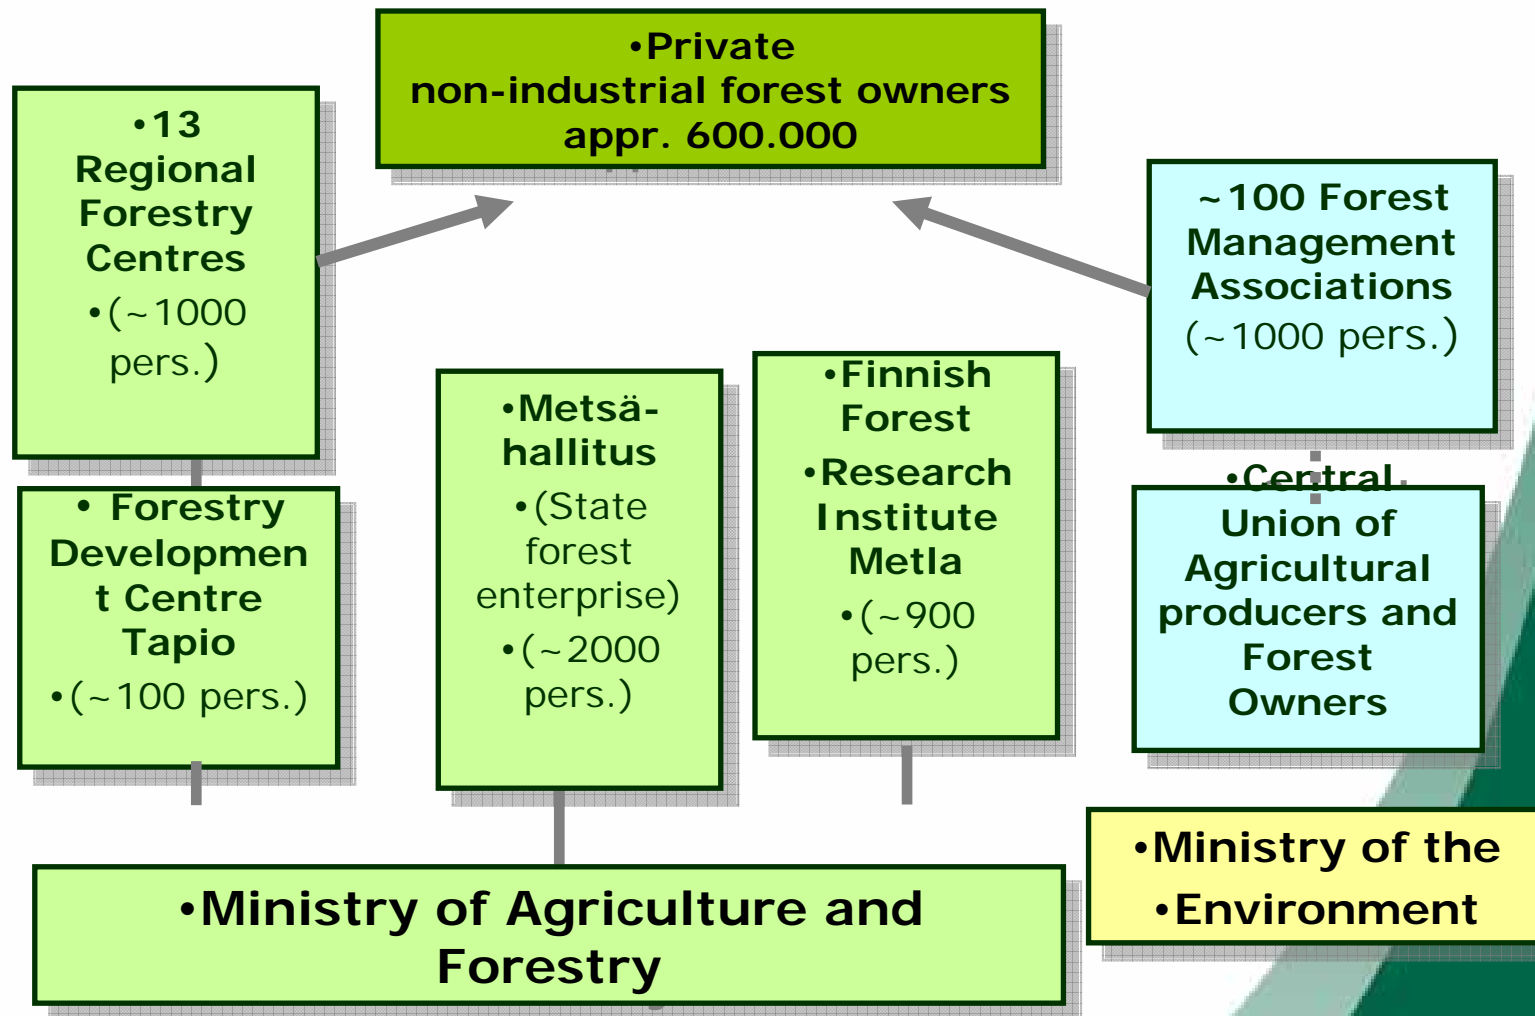 •Private
non-industrial forest owners
appr. 600.000
•13
Regional
Forestry
Centres
•(~1000
pers.)
~100 Forest
Management
Associations
(~1000 pers.)
•Metsä-
hallitus
•(State
forest
enterprise)
•(~2000
pers.)
•Finnish
Forest
•Research
Institute
Metla
•(~900
pers.)
• Forestry
Developmen
t Centre
Tapio
•(~100 pers.)
•Central
Union of
Agricultural
producers and
Forest
Owners
•Ministry of Agriculture and
Forestry
•Ministry of the
•Environment